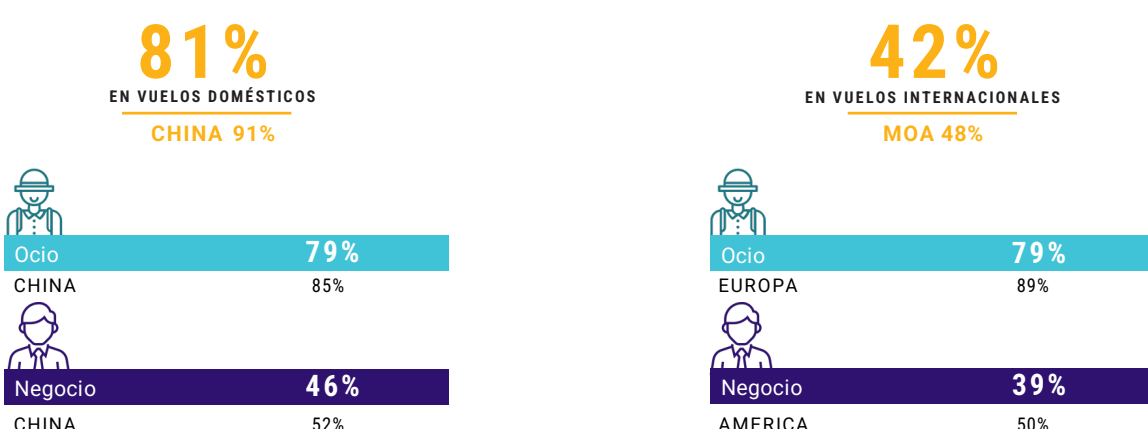 81%
EN VUELOS DOMÉSTICOS
CHINA 91%
Ocio 79%
CHINA 85%
Negocio 46%
CHINA 52%
42%
EN VUELOS INTERNACIONALES
MOA 48%
Ocio 79%
EUROPA 89%
Negocio 39%
AMERICA 50%